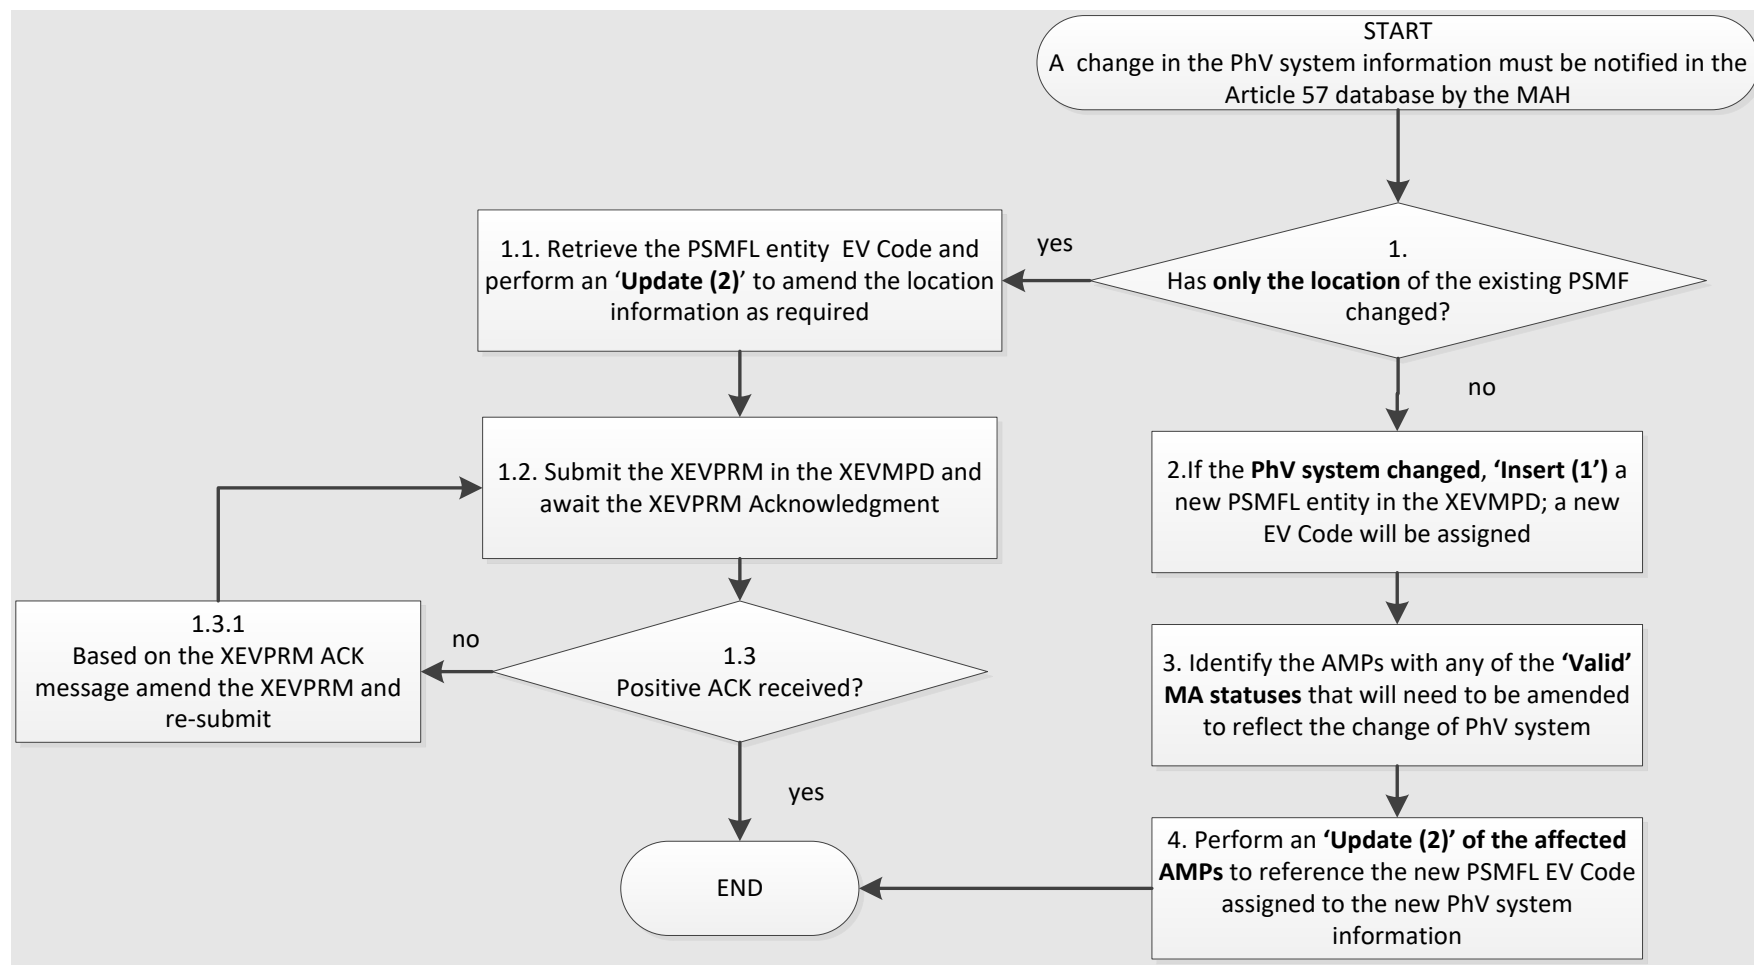 START
A change in the PhV system information must be notified in the
Article 57 database by the MAH
1.
Has only the location of the existing PSMF
changed?
yes
no
1.1. Retrieve the PSMFL entity EV Code and
perform an ‘Update (2)’ to amend the location
information as required
1.2. Submit the XEVPRM in the XEVMPD and
await the XEVPRM Acknowledgment
1.3
Positive ACK received?
no
yes
1.3.1
Based on the XEVPRM ACK
message amend the XEVPRM and
re-submit
2.If the PhV system changed, ‘Insert (1’) a
new PSMFL entity in the XEVMPD; a new
EV Code will be assigned
3. Identify the AMPs with any of the ‘Valid’
MA statuses that will need to be amended
to reflect the change of PhV system
4. Perform an ‘Update (2)’ of the affected
AMPs to reference the new PSMFL EV Code
assigned to the new PhV system
information
END